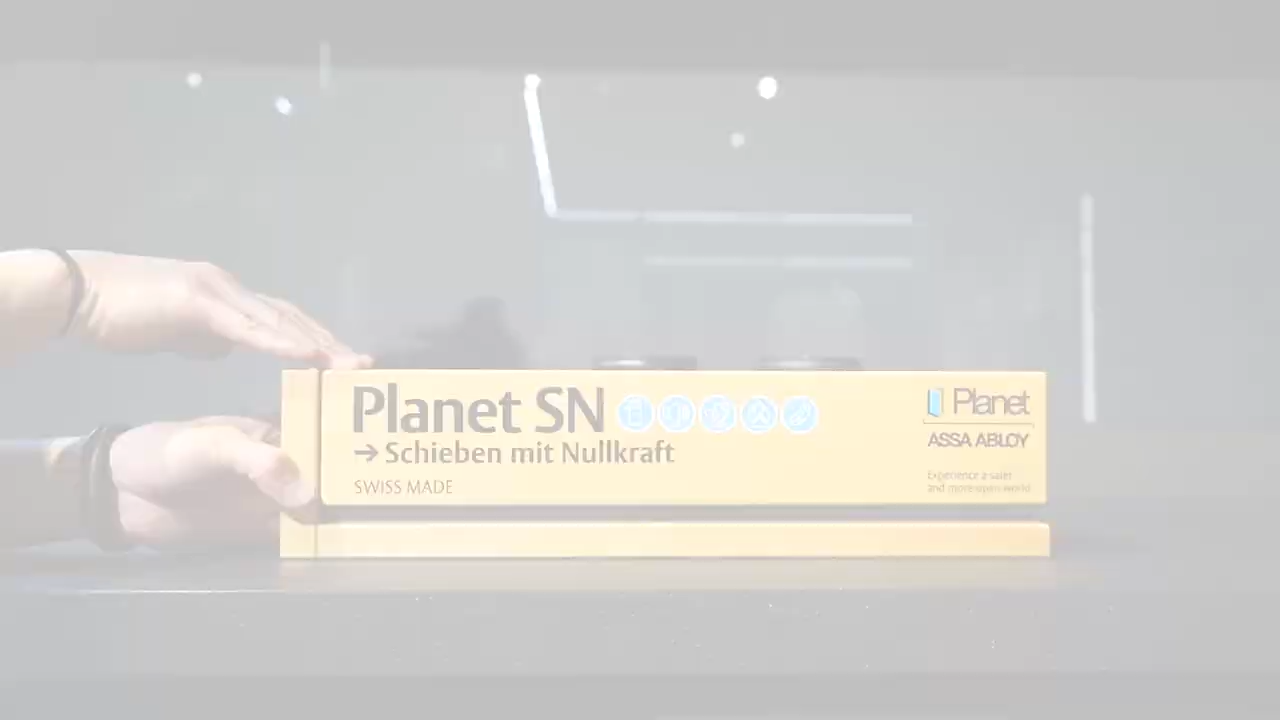 Planet SN
→ Schieben mit Nullkraft
SWISS MADE
Planet
ASSA ABLOY
Experience a safer
and more open world